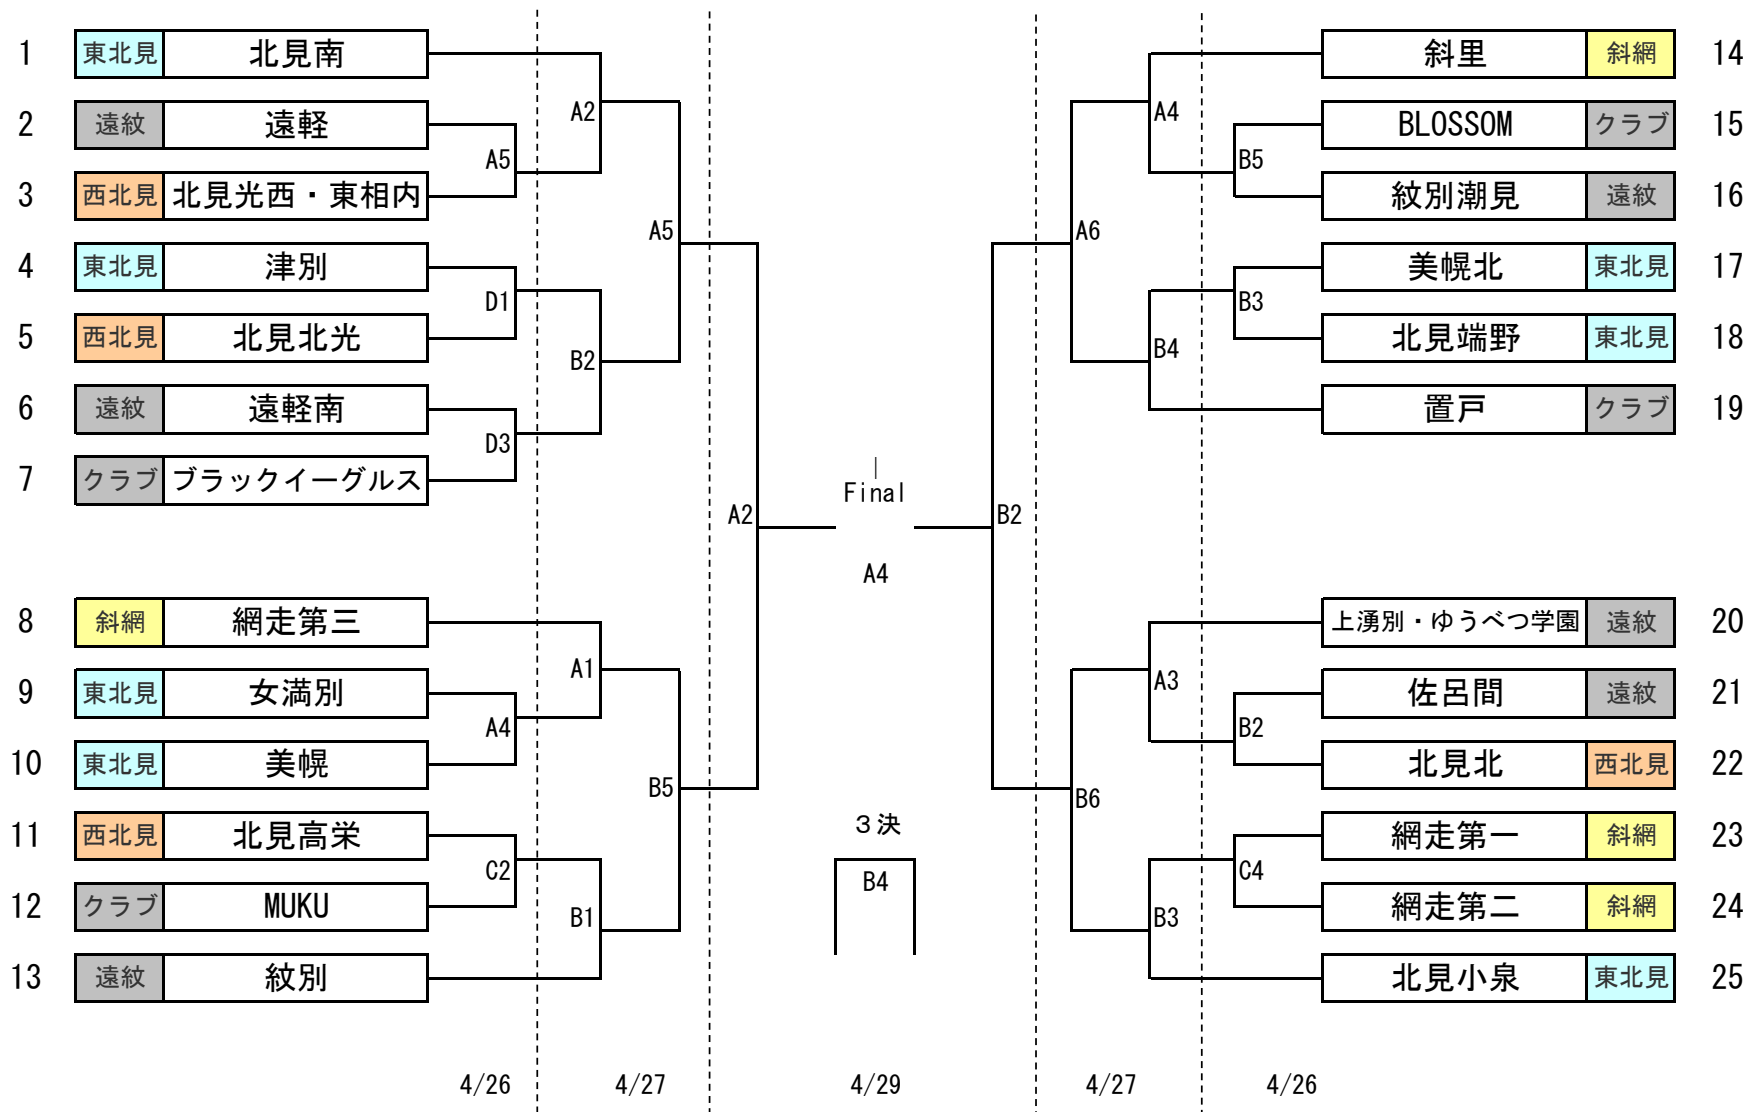 1 東北見 北見南
2 遠紋 遠軽
3 西北見 北見光西・東相内
4 東北見 津別
5 西北見 北見北光
6 遠紋 遠軽南
7 クラブ ブラックイーグルス
8 斜網 網走第三
9 東北見 女満別
10 東北見 美幌
11 西北見 北見高栄
12 クラブ MUKU
13 遠紋 紋別
A5
D1
D3
A4
C2
A2
B2
A1
B1
A5
B5
A2
Final
A4
3決
B4
B2
A6
B6
A4
B4
A3
B3
B5
B3
B2
C4
斜里 斜網 14
BLOSSOM クラブ 15
紋別潮見 遠紋 16
美幌北 東北見 17
北見端野 東北見 18
置戸 クラブ 19
上湧別・ゆうべつ学園 遠紋 20
佐呂間 遠紋 21
北見北 西北見 22
網走第一 斜網 23
網走第二 斜網 24
北見小泉 東北見 25
4/26 4/27 4/29 4/27 4/26